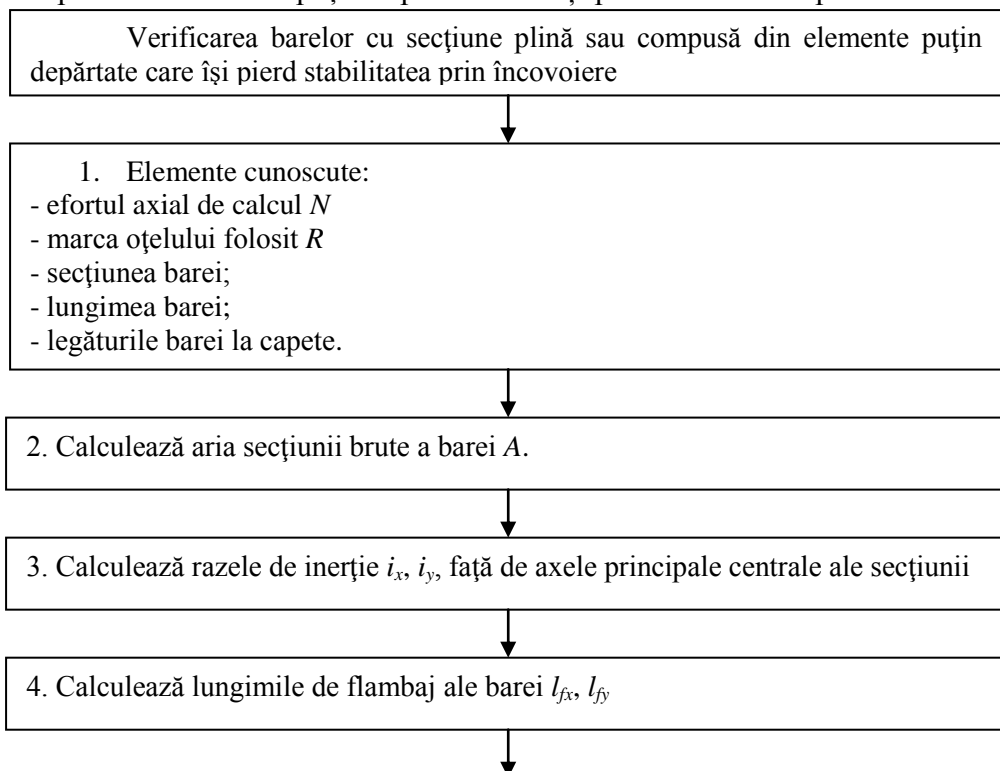 Verificarea barelor cu secţiune plină sau compusă din elemente puţin
depărtate care îşi pierd stabilitatea prin încovoiere
1. Elemente cunoscute:
- efortul axial de calcul N
- marca oţelului folosit R
- secţiunea barei;
- lungimea barei;
- legăturile barei la capete.
2. Calculează aria secţiunii brute a barei A.
3. Calculează razele de inerţie ix, iy, faţă de axele principale centrale ale secţiunii
4. Calculează lungimile de flambaj ale barei lfx, lfy